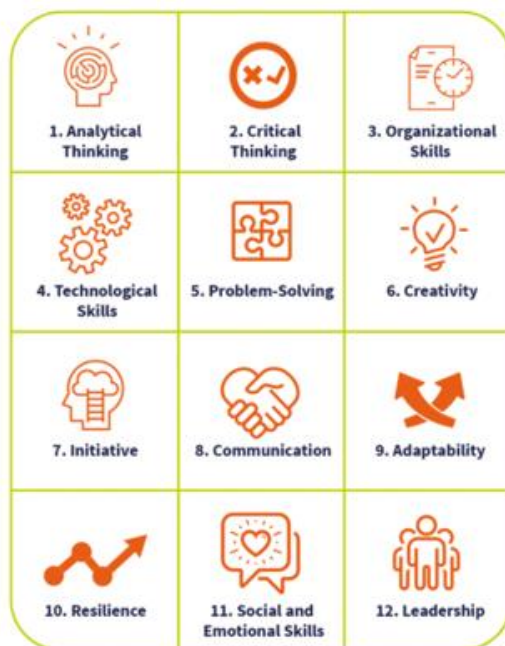 1. Analytical
Thinking
2. Critical
Thinking
3. Organizational
Skills
4. Technological
Skills
5. Problem-Solving
6. Creativity
7. Initiative
8. Communication
9. Adaptability
10. Resilience
11. Social and
Emotional Skills
12. Leadership